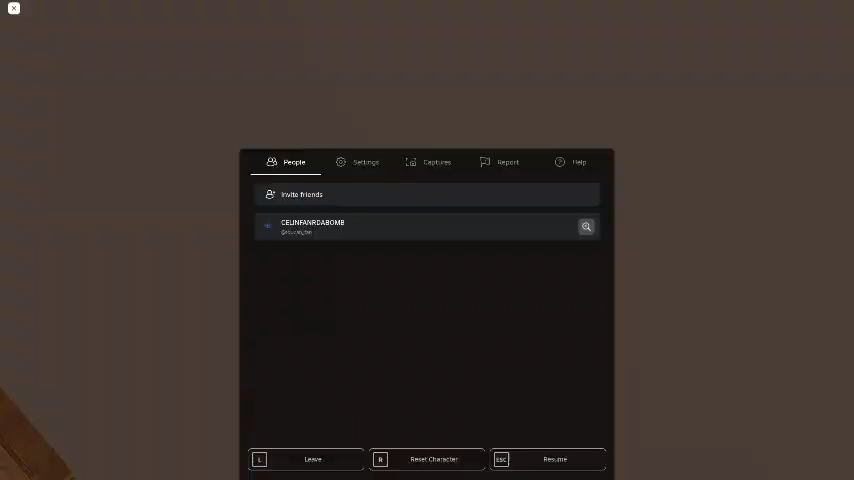 People
Settings
Captures
Report
Help
Invite friends
CELINFANRDABOMB
L
Leave
R
Reset Character
ESC
Resume